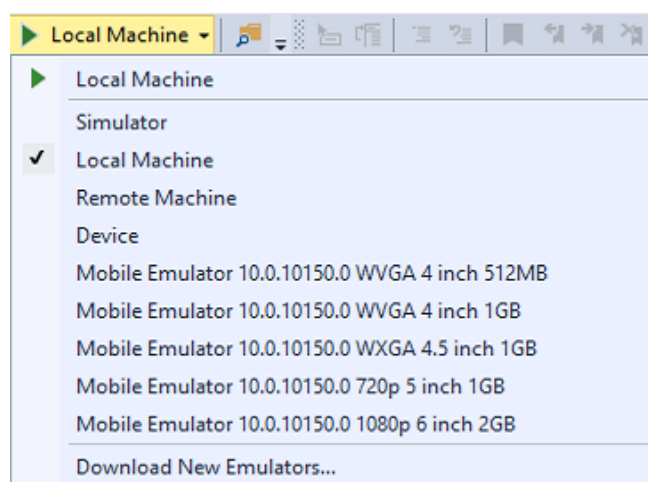 Local Machine
Local Machine
Simulator
Local Machine
Remote Machine
Device
Mobile Emulator 10.0.10150.0 WVGA 4 inch 512MB
Mobile Emulator 10.0.10150.0 WVGA 4 inch 1GB
Mobile Emulator 10.0.10150.0 WXGA 4.5 inch 1GB
Mobile Emulator 10.0.10150.0 720p 5 inch 1GB
Mobile Emulator 10.0.10150.0 1080p 6 inch 2GB
Download New Emulators...